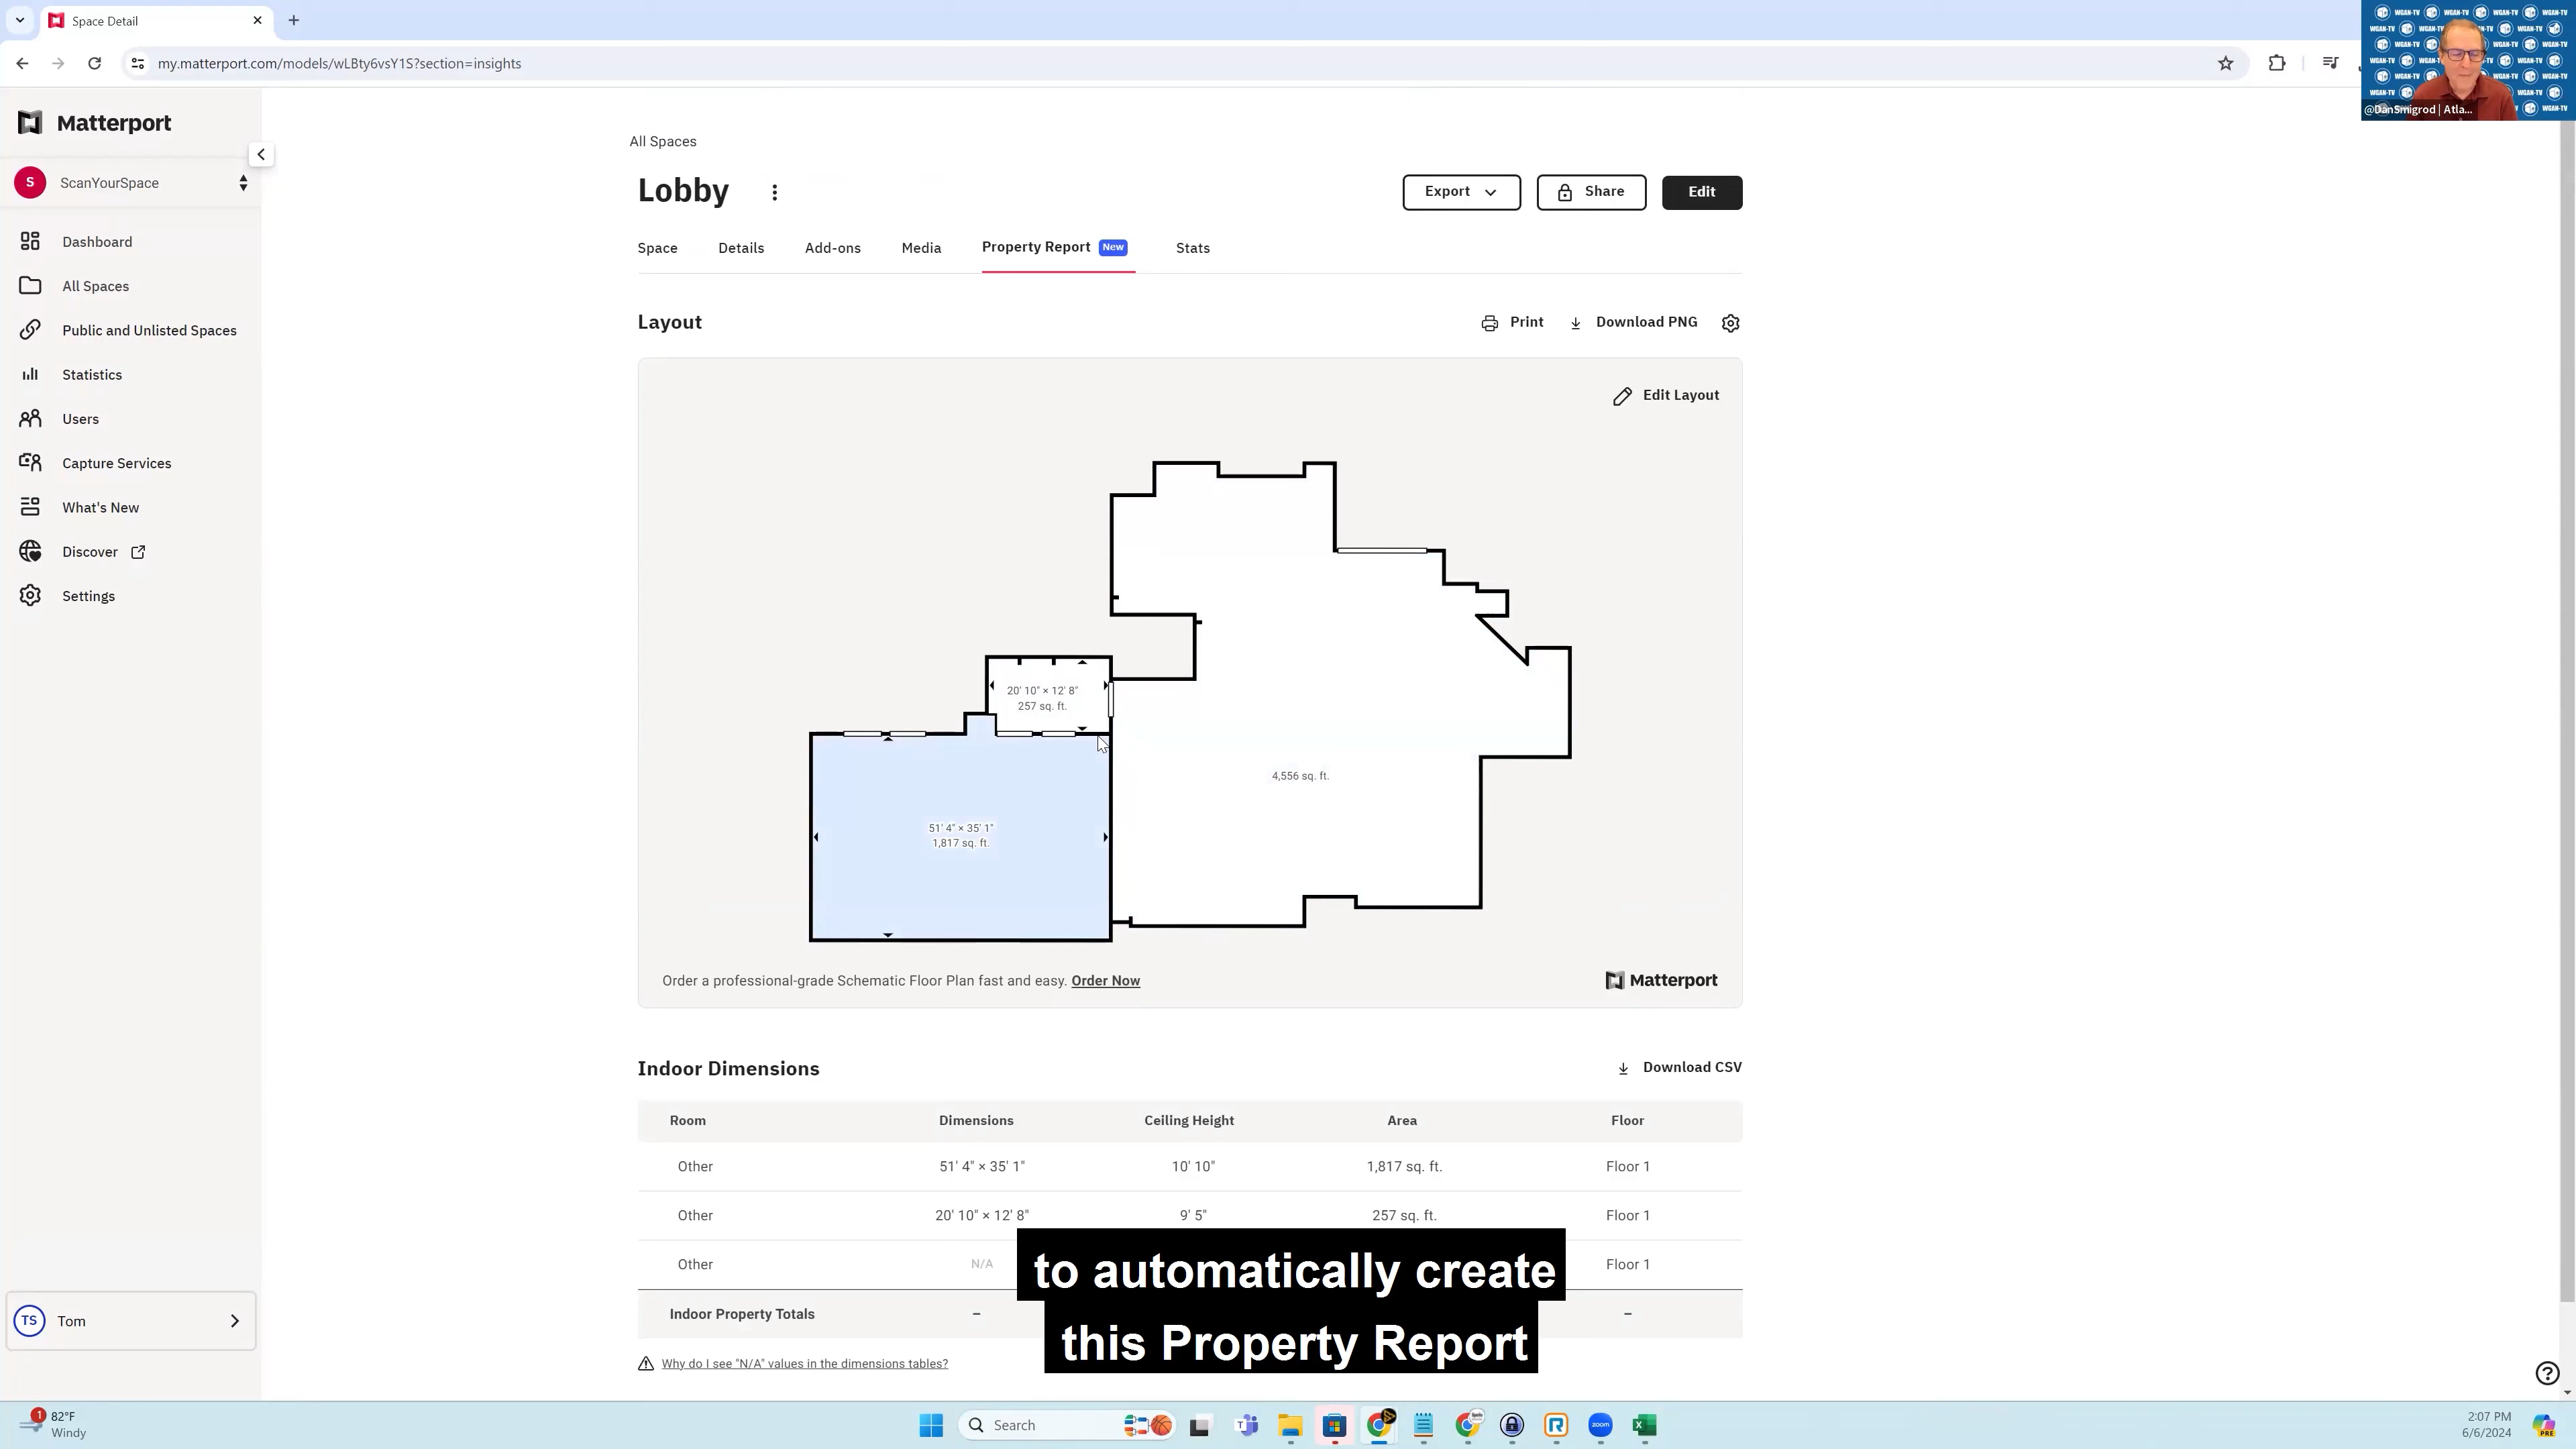 Space Detail
my.matterport.com/models/wLBty6vsY1S?section=insights
@DanSmigrod | Atla...
Matterport
S ScanYourSpace
Dashboard
All Spaces
Public and Unlisted Spaces
Statistics
Users
Capture Services
What's New
Discover
Settings
TS Tom
All Spaces
Lobby
Export
Share
Edit
Space Details Add-ons Media Property Report New Stats
Layout
Print
Download PNG
Edit Layout
20' 10" × 12' 8"
257 sq. ft.
4,556 sq. ft.
51' 4" × 35' 1"
1,817 sq. ft.
Order a professional-grade Schematic Floor Plan fast and easy. Order Now
Matterport
Indoor Dimensions
Download CSV
Room Dimensions Ceiling Height Area Floor
Other 51' 4" × 35' 1" 10' 10" 1,817 sq. ft. Floor 1
Other 20' 10" × 12' 8" 9' 5" 257 sq. ft. Floor 1
Other N/A Floor 1
Indoor Property Totals – –
Why do I see "N/A" values in the dimensions tables?
to automatically create
this Property Report
1
82°F
Windy
Search
zoom
2:07 PM
6/6/2024
PRE